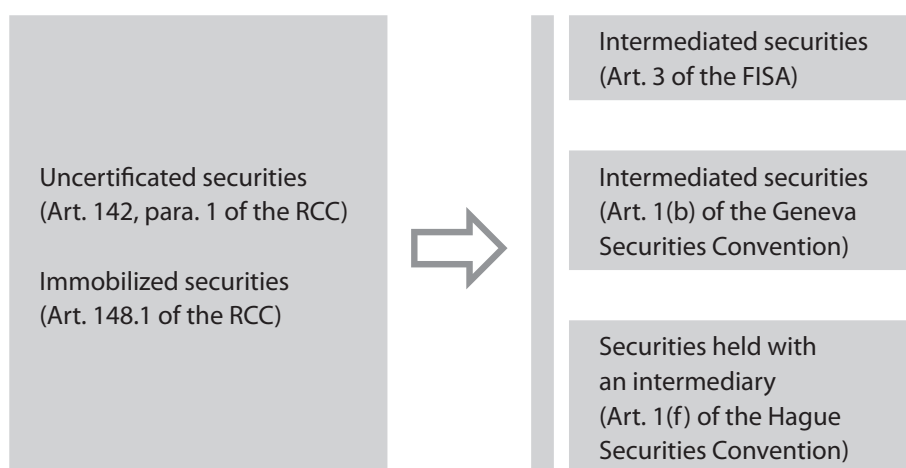 Uncertificated securities
(Art. 142, para. 1 of the RCC)
Immobilized securities
(Art. 148.1 of the RCC)
Intermediated securities
(Art. 3 of the FISA)
Intermediated securities
(Art. 1(b) of the Geneva
Securities Convention)
Securities held with
an intermediary
(Art. 1(f) of the Hague
Securities Convention)